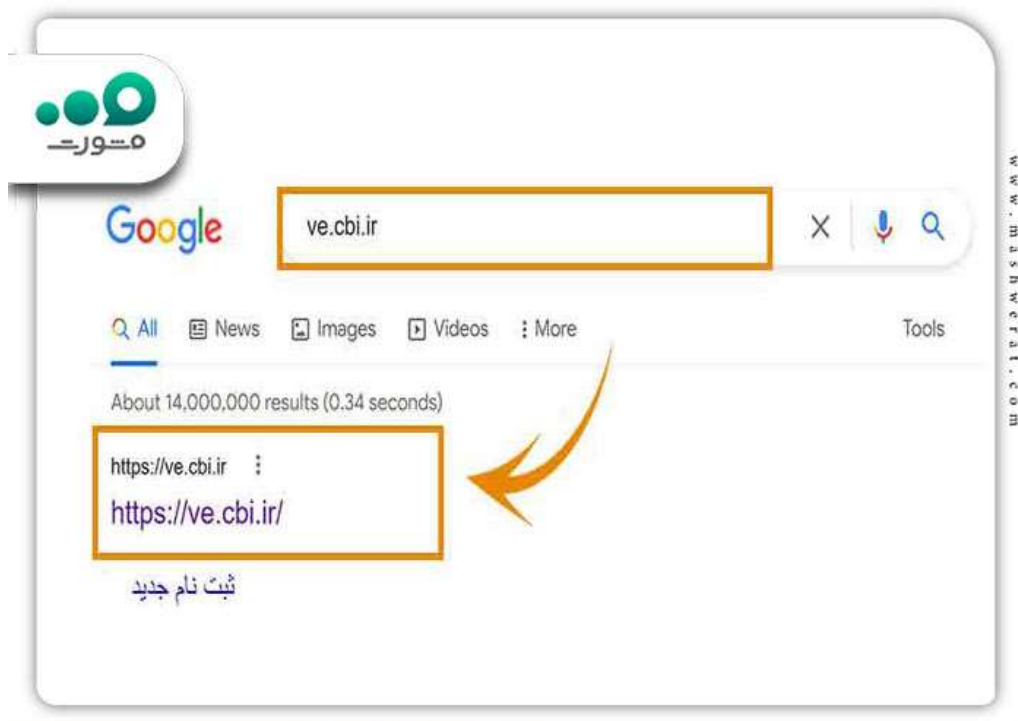 مشورت
Google
ve.cbi.ir
All News Images Videos More Tools
About 14,000,000 results (0.34 seconds)
https://ve.cbi.ir
https://ve.cbi.ir/
ثبت نام جدید
www.mashwerat.com